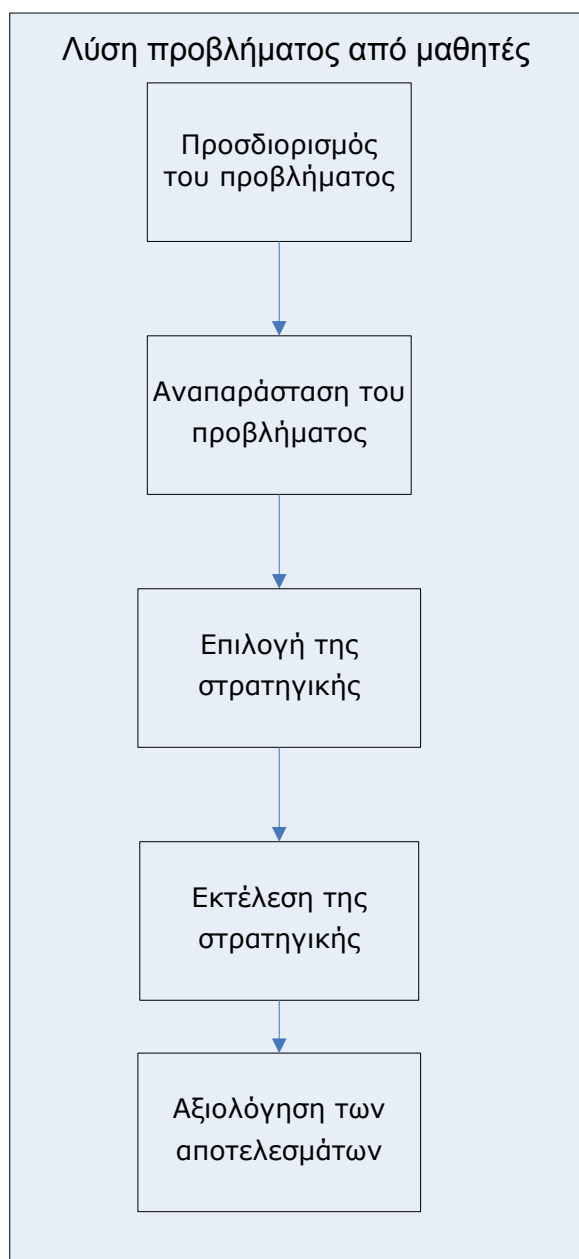 Λύση προβλήματος από μαθητές
Προσδιορισμός
του προβλήματος
Αναπαράσταση του
προβλήματος
Επιλογή της
στρατηγικής
Εκτέλεση της
στρατηγικής
Αξιολόγηση των
αποτελεσμάτων